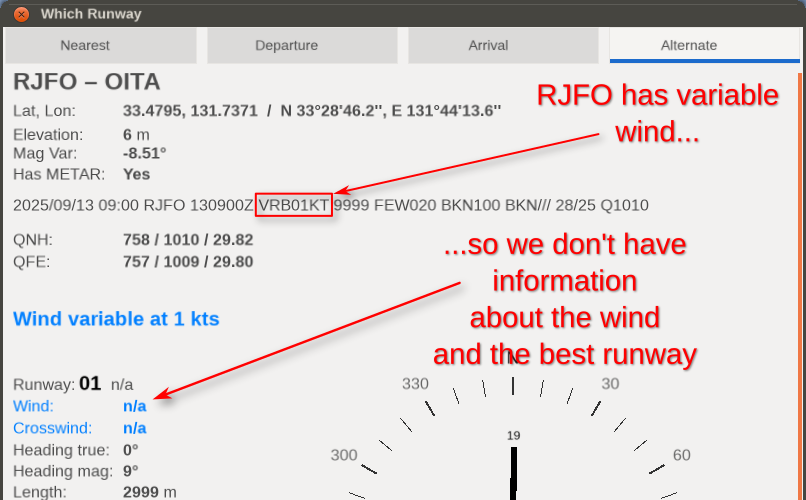 Which Runway
Nearest Departure Arrival Alternate
RJFO – OITA
Lat, Lon: 33.4795, 131.7371 / N 33°28'46.2'', E 131°44'13.6''
Elevation: 6 m
Mag Var: -8.51°
Has METAR: Yes
RJFO has variable
wind...
2025/09/13 09:00 RJFO 130900Z VRB01KT 9999 FEW020 BKN100 BKN/// 28/25 Q1010
QNH: 758 / 1010 / 29.82
QFE: 757 / 1009 / 29.80
...so we don't have
information
about the wind
and the best runway
Wind variable at 1 kts
Runway: 01 n/a
Wind: n/a
Crosswind: n/a
Heading true: 0°
Heading mag: 9°
Length: 2999 m
N
330 30
19
300 60